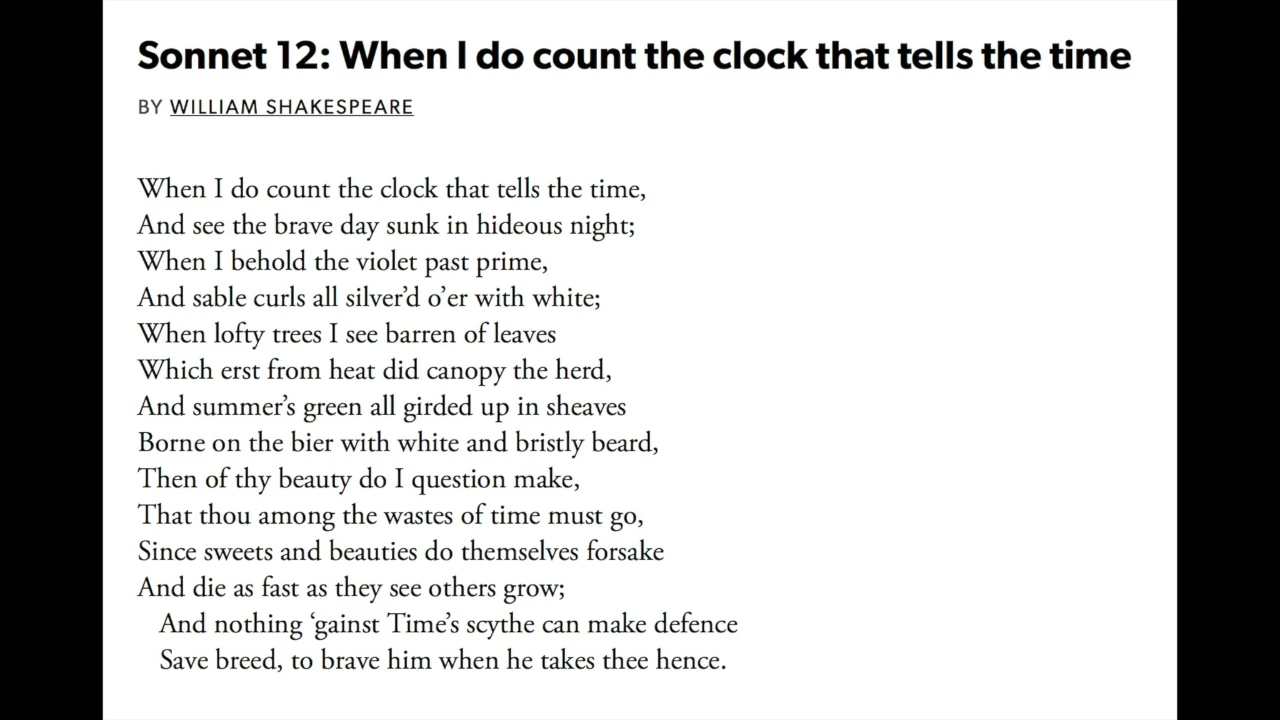 Sonnet 12: When I do count the clock that tells the time
BY WILLIAM SHAKESPEARE
When I do count the clock that tells the time,
And see the brave day sunk in hideous night;
When I behold the violet past prime,
And sable curls all silver’d o’er with white;
When lofty trees I see barren of leaves
Which erst from heat did canopy the herd,
And summer’s green all girded up in sheaves
Borne on the bier with white and bristly beard,
Then of thy beauty do I question make,
That thou among the wastes of time must go,
Since sweets and beauties do themselves forsake
And die as fast as they see others grow;
And nothing ‘gainst Time’s scythe can make defence
Save breed, to brave him when he takes thee hence.